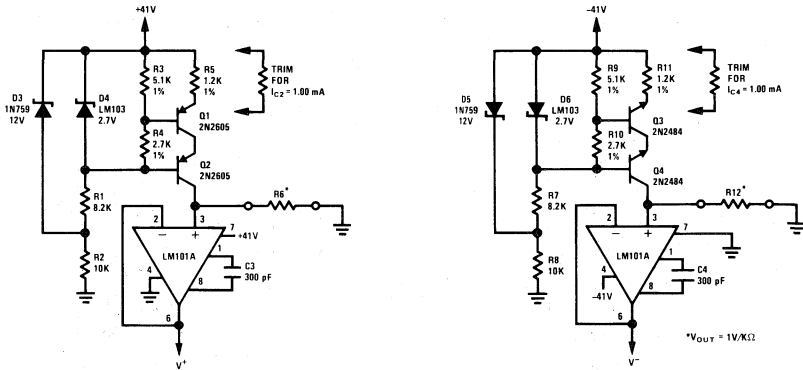 +41V
R3
5.1K
1%
R5
1.2K
1%
TRIM
FOR
IC2 = 1.00 mA
D3
1N759
12V
D4
LM103
2.7V
Q1
2N2605
R4
2.7K
1%
Q2
2N2605
R1
8.2K
R6*
2
3
7
+41V
LM101A
1
C3
300 pF
4
8
R2
10K
6
V+
–41V
R9
5.1K
1%
R11
1.2K
1%
TRIM
FOR
IC4 = 1.00 mA
D5
1N759
12V
D6
LM103
2.7V
Q3
2N2484
R10
2.7K
1%
Q4
2N2484
R7
8.2K
R12*
2
3
7
LM101A
1
C4
300 pF
4
–41V
8
R8
10K
6
V–
*VOUT = 1V/KΩ